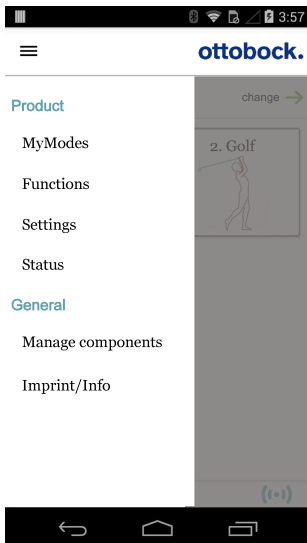 3:57
ottobock.
Product
change
MyModes
2. Golf
Functions
Settings
Status
General
Manage components
Imprint/Info